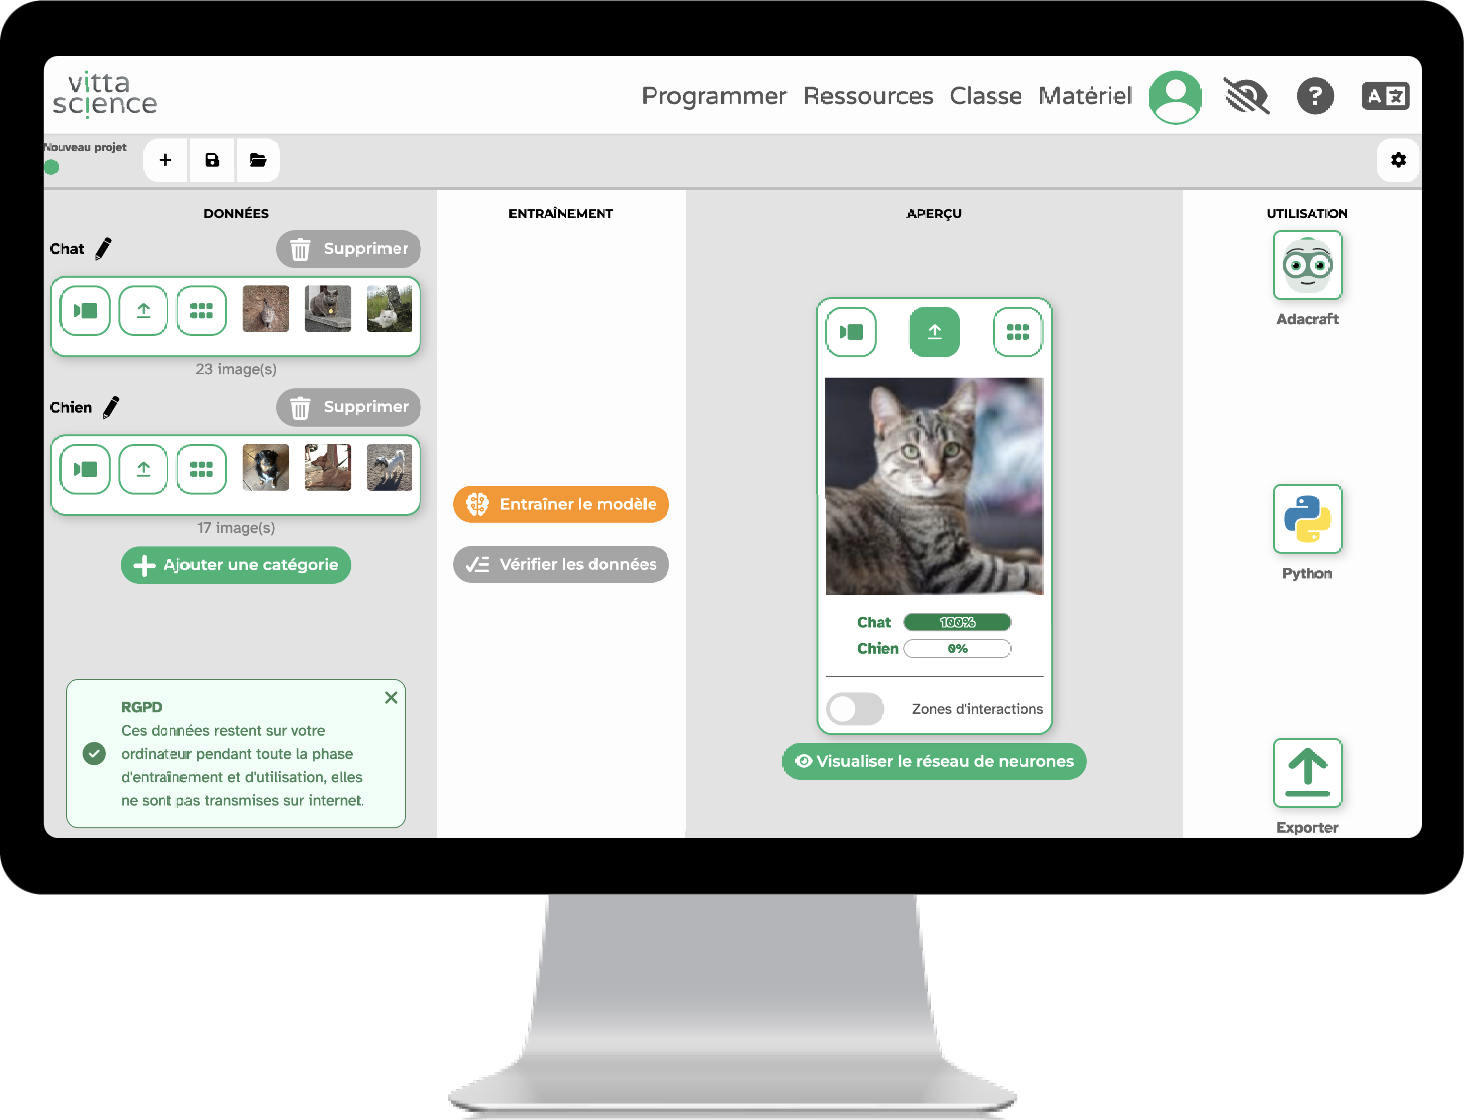 vitta
science
Programmer Ressources Classe Matériel
?
A文
Nouveau projet
DONNÉES
Chat
Supprimer
23 image(s)
Chien
Supprimer
17 image(s)
Ajouter une catégorie
RGPD
Ces données restent sur votre
ordinateur pendant toute la phase
d'entraînement et d'utilisation, elles
ne sont pas transmises sur internet.
ENTRAÎNEMENT
Entraîner le modèle
Vérifier les données
APERÇU
Chat 100%
Chien 0%
Zones d'interactions
Visualiser le réseau de neurones
UTILISATION
Adacraft
Python
Exporter